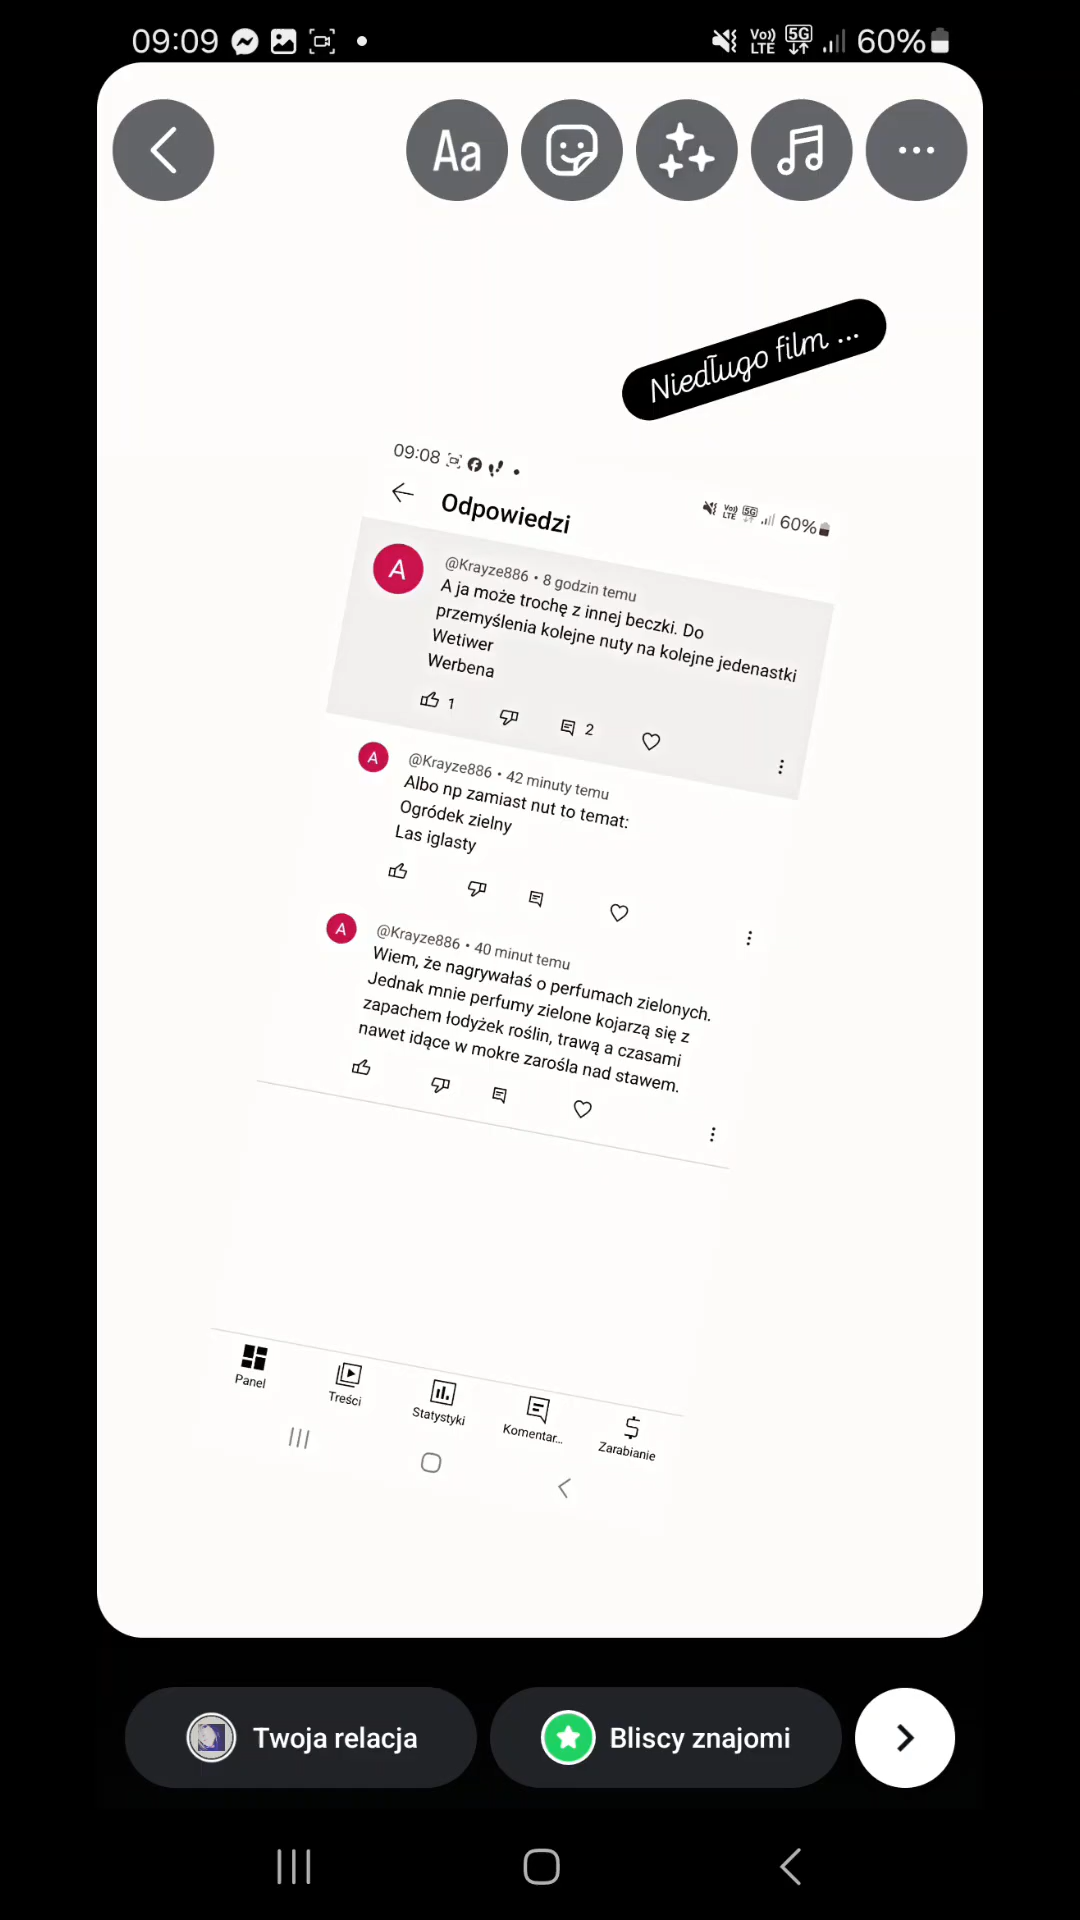 09:09
VoLTE 5G 60%
Aa
Niedługo film ...
09:08
VoLTE 5G 60%
Odpowiedzi
@Krayze886 • 8 godzin temu
A ja może trochę z innej beczki. Do
przemyślenia kolejne nuty na kolejne jedenastki
Wetiwer
Werbena
1
2
@Krayze886 • 42 minuty temu
Albo np zamiast nut to temat:
Ogródek zielny
Las iglasty
@Krayze886 • 40 minut temu
Wiem, że nagrywałaś o perfumach zielonych.
Jednak mnie perfumy zielone kojarzą się z
zapachem łodyżek roślin, trawą a czasami
nawet idące w mokre zarośla nad stawem.
A
A
A
Panel
Treści
Statystyki
Komentar...
Zarabianie
Twoja relacja
Bliscy znajomi